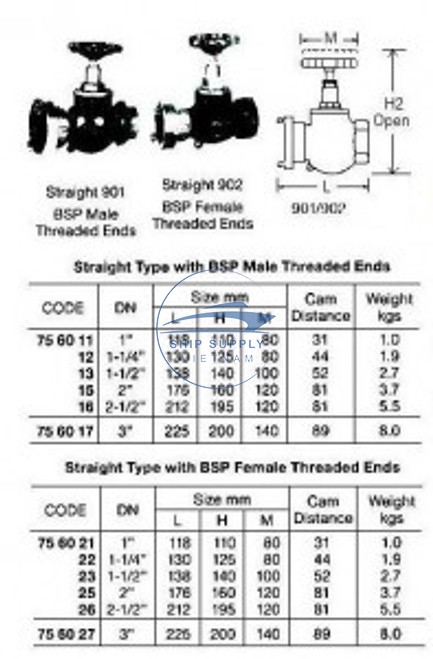 M
H2
Open
L
901/902
Straight 901
BSP Male
Threaded Ends
Straight 902
BSP Female
Threaded Ends
Straight Type with BSP Male Threaded Ends
CODE DN Size mm L H M Cam Distance Weight kgs
75 60 11 1" 118 110 80 31 1.0
12 1-1/4" 130 125 80 44 1.9
13 1-1/2" 138 140 100 52 2.7
15 2" 176 160 120 81 3.7
16 2-1/2" 212 195 120 81 5.5
75 60 17 3" 225 200 140 89 8.0
SHIP SUPPLY
VIETNAM
Straight Type with BSP Female Threaded Ends
CODE DN Size mm L H M Cam Distance Weight kgs
75 60 21 1" 118 110 80 31 1.0
22 1-1/4" 130 125 80 44 1.9
23 1-1/2" 138 140 100 52 2.7
25 2" 176 160 120 81 3.7
26 2-1/2" 212 195 120 81 5.5
75 60 27 3" 225 200 140 89 8.0